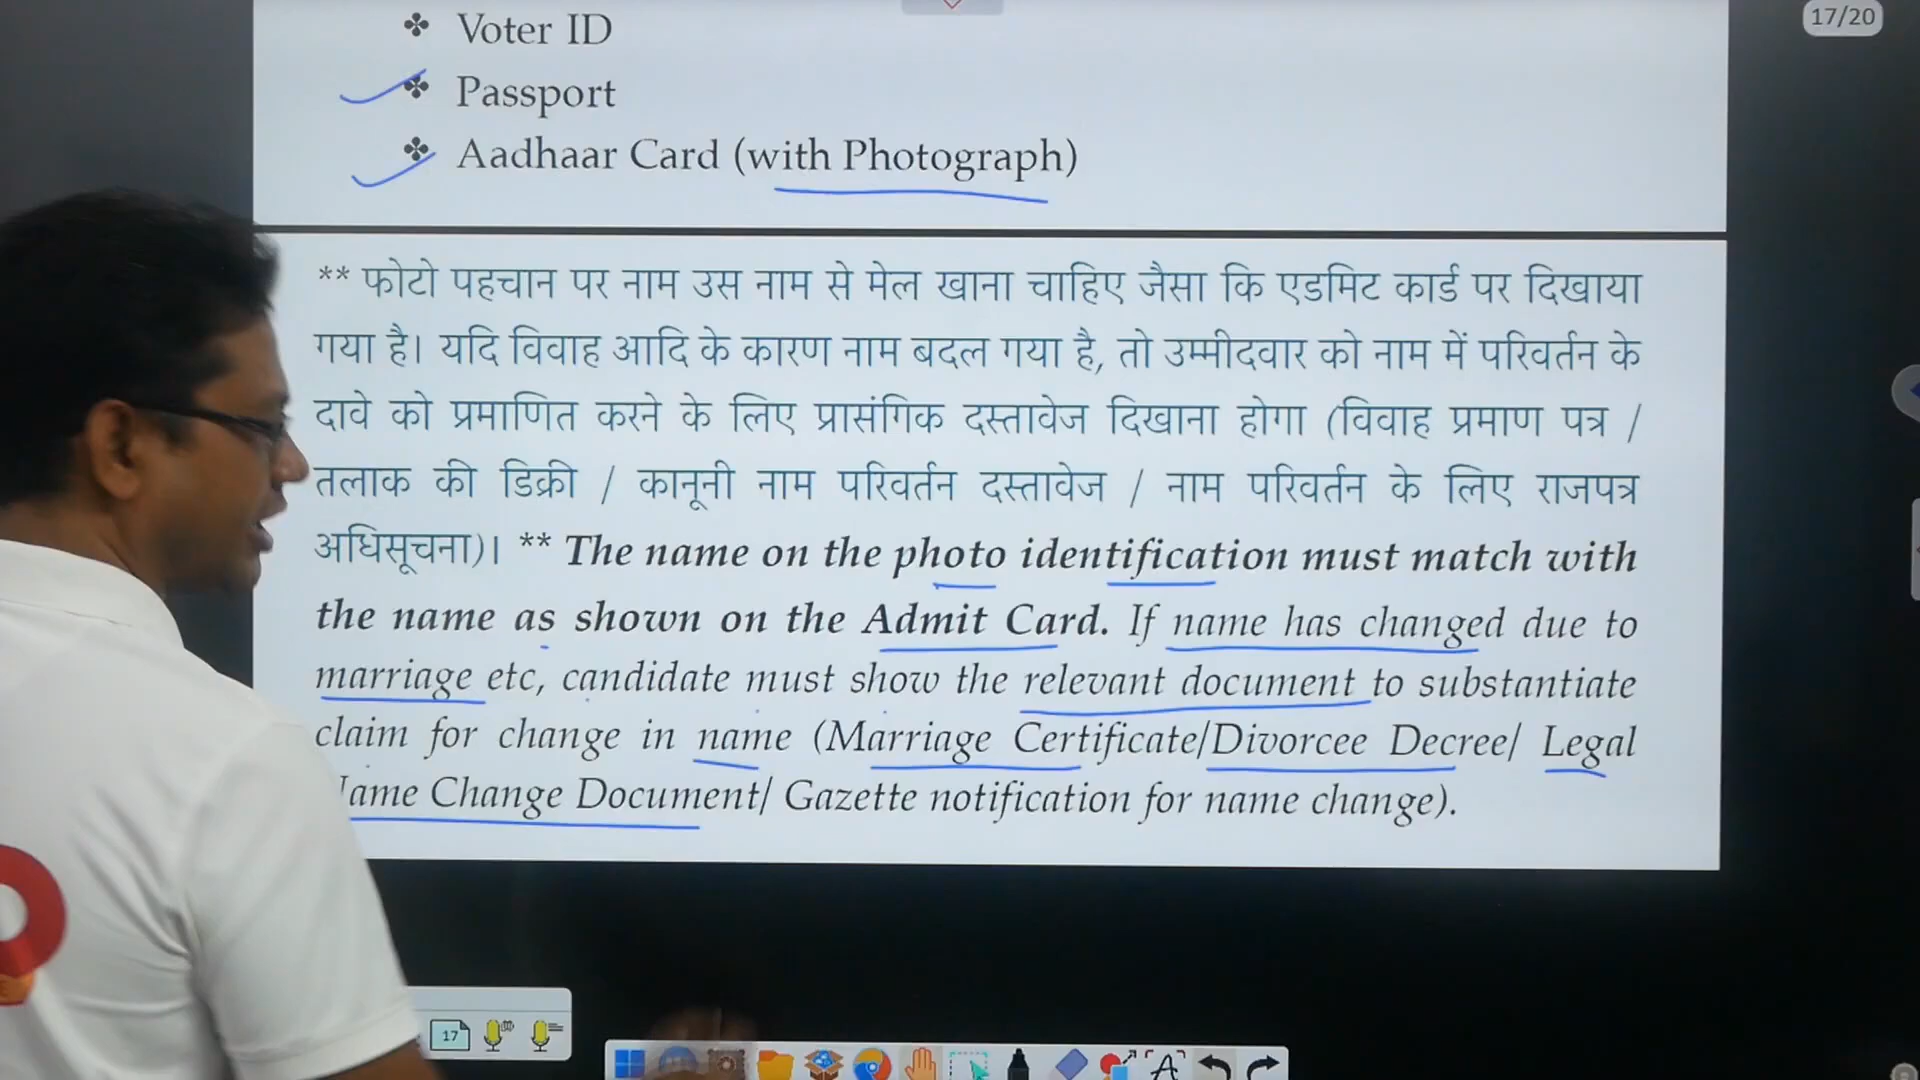 17/20
❖ Voter ID
❖ Passport
❖ Aadhaar Card (with Photograph)
** फोटो पहचान पर नाम उस नाम से मेल खाना चाहिए जैसा कि एडमिट कार्ड पर दिखाया
गया है। यदि विवाह आदि के कारण नाम बदल गया है, तो उम्मीदवार को नाम में परिवर्तन के
दावे को प्रमाणित करने के लिए प्रासंगिक दस्तावेज दिखाना होगा (विवाह प्रमाण पत्र /
तलाक की डिक्री / कानूनी नाम परिवर्तन दस्तावेज / नाम परिवर्तन के लिए राजपत्र
अधिसूचना)। ** The name on the photo identification must match with
the name as shown on the Admit Card. If name has changed due to
marriage etc, candidate must show the relevant document to substantiate
claim for change in name (Marriage Certificate/Divorcee Decree/ Legal
ame Change Document/ Gazette notification for name change).
17